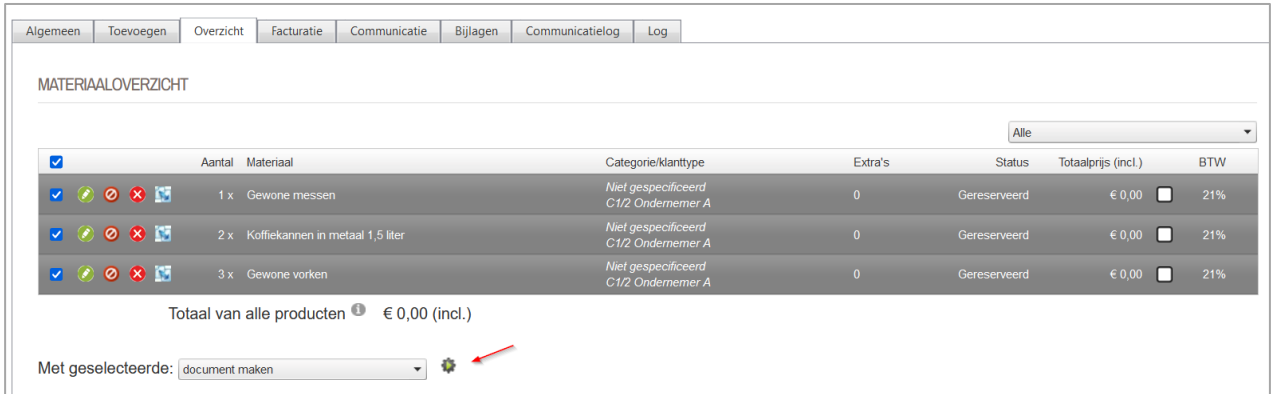 Algemeen Toevoegen Overzicht Facturatie Communicatie Bijlagen Communicatielog Log
MATERIAALOVERZICHT
Alle
Aantal Materiaal Categorie/klanttype Extra's Status Totaalprijs (incl.) BTW
1 x Gewone messen Niet gespecificeerd C1/2 Ondernemer A 0 Gereserveerd € 0,00 21%
2 x Koffiekannen in metaal 1,5 liter Niet gespecificeerd C1/2 Ondernemer A 0 Gereserveerd € 0,00 21%
3 x Gewone vorken Niet gespecificeerd C1/2 Ondernemer A 0 Gereserveerd € 0,00 21%
Totaal van alle producten € 0,00 (incl.)
Met geselecteerde: document maken